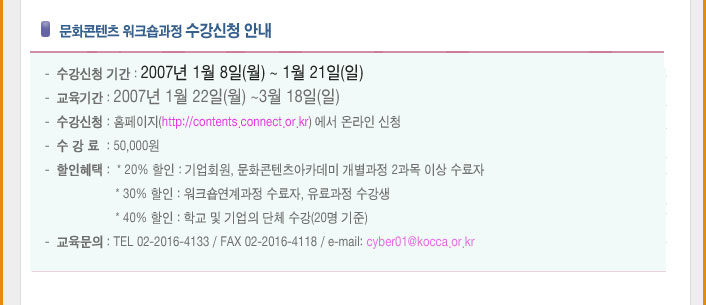 문화콘텐츠 워크숍과정 수강신청 안내
- 수강신청 기간 : 2007년 1월 8일(월) ~ 1월 21일(일)
- 교육기간 : 2007년 1월 22일(월) ~3월 18일(일)
- 수강신청 : 홈페이지(http://contents.connect.or.kr) 에서 온라인 신청
- 수 강 료 : 50,000원
- 할인혜택 : * 20% 할인 : 기업회원, 문화콘텐츠아카데미 개별과정 2과목 이상 수료자
* 30% 할인 : 워크숍연계과정 수료자, 유료과정 수강생
* 40% 할인 : 학교 및 기업의 단체 수강(20명 기준)
- 교육문의 : TEL 02-2016-4133 / FAX 02-2016-4118 / e-mail: cyber01@kocca.or.kr